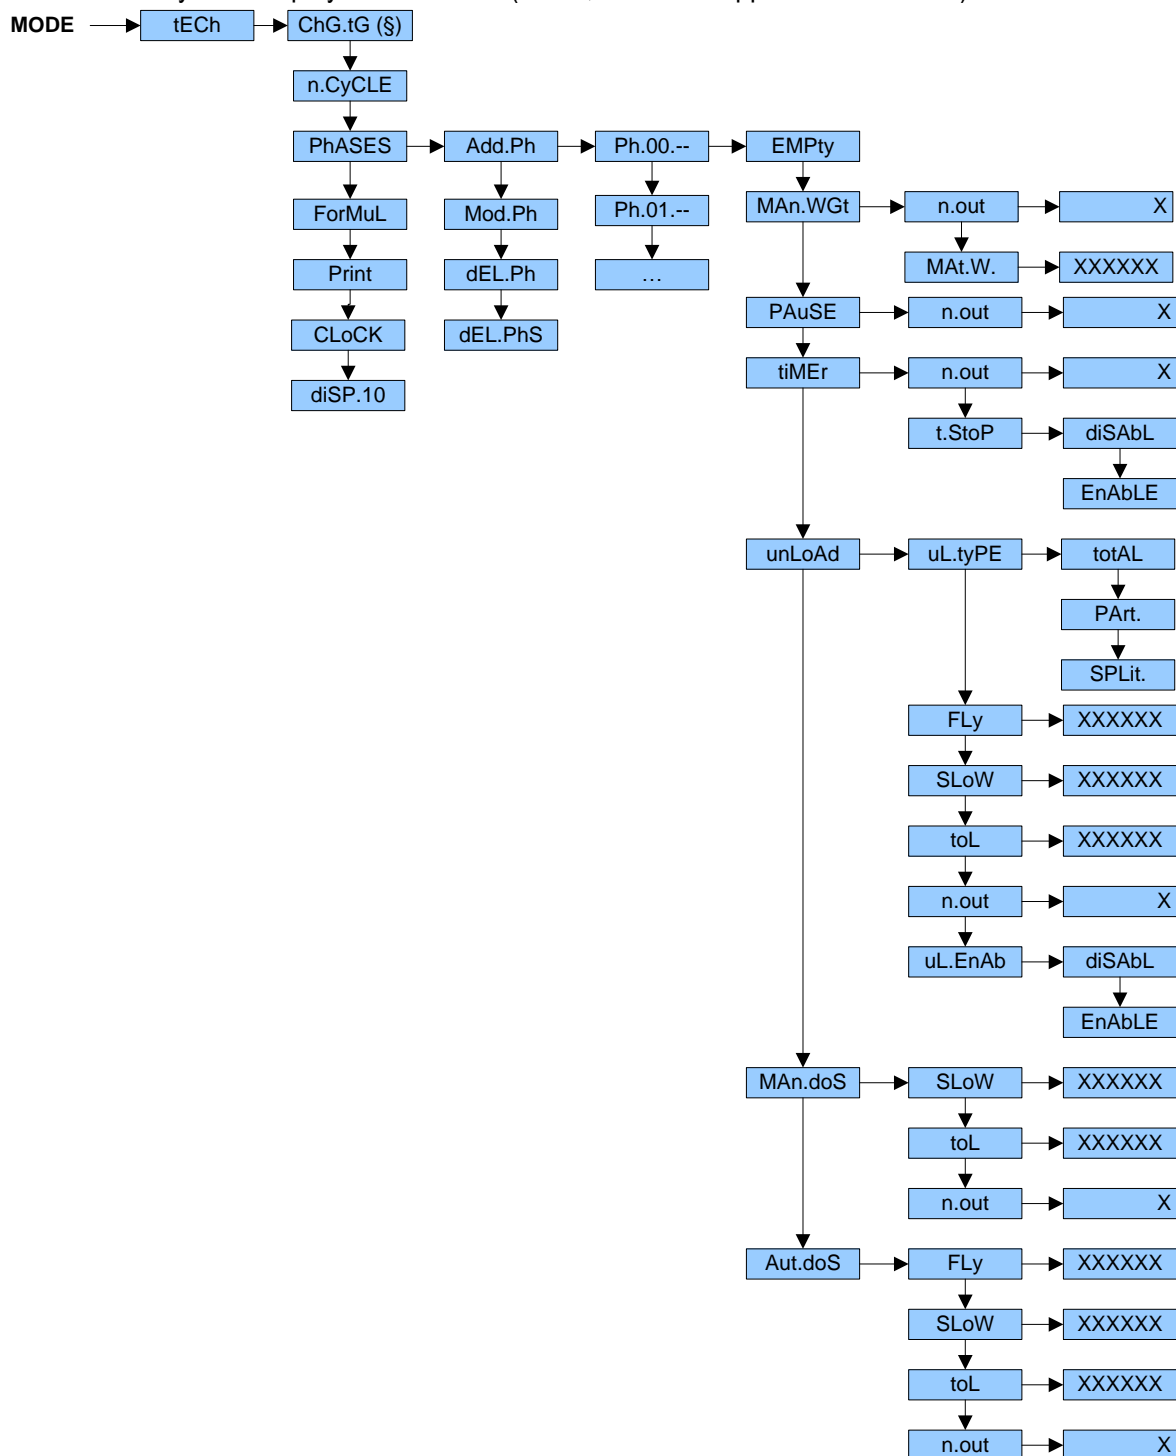 MODE tECh ChG.tG (§)
n.CyCLE
PhASES Add.Ph Ph.00.-- EMPty
ForMuL Mod.Ph Ph.01.-- MAn.WGt n.out X
Print dEL.Ph ... MAt.W. XXXXXX
CLoCK dEL.PhS PAuSE n.out X
diSP.10 tiMEr n.out X
t.StoP diSAbL
EnAbLE
unLoAd uL.tyPE totAL
PArt.
SPLit.
FLy XXXXXX
SLoW XXXXXX
toL XXXXXX
n.out X
uL.EnAb diSAbL
EnAbLE
MAn.doS SLoW XXXXXX
toL XXXXXX
n.out X
Aut.doS FLy XXXXXX
SLoW XXXXXX
toL XXXXXX
n.out X